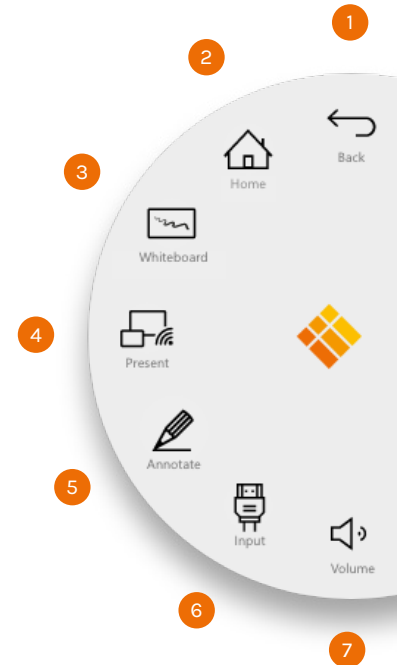 1
Back
2
Home
3
Whiteboard
4
Present
5
Annotate
6
Input
7
Volume